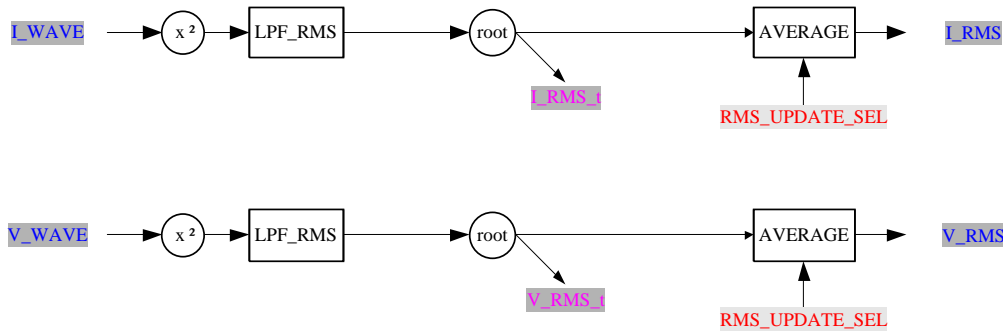 I_WAVE
x ²
LPF_RMS
root
AVERAGE
I_RMS
I_RMS_t
RMS_UPDATE_SEL
V_WAVE
x ²
LPF_RMS
root
AVERAGE
V_RMS
V_RMS_t
RMS_UPDATE_SEL